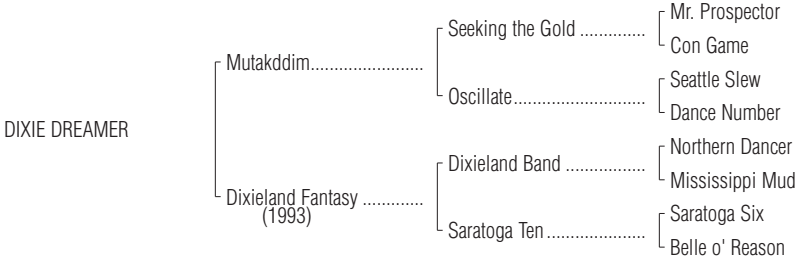 Mr. Prospector
Seeking the Gold ..............
Con Game
Mutakddim........................
Seattle Slew
Oscillate............................
Dance Number
DIXIE DREAMER
Northern Dancer
Dixieland Band .................
Mississippi Mud
Dixieland Fantasy .............
(1993)
Saratoga Six
Saratoga Ten.....................
Belle o' Reason